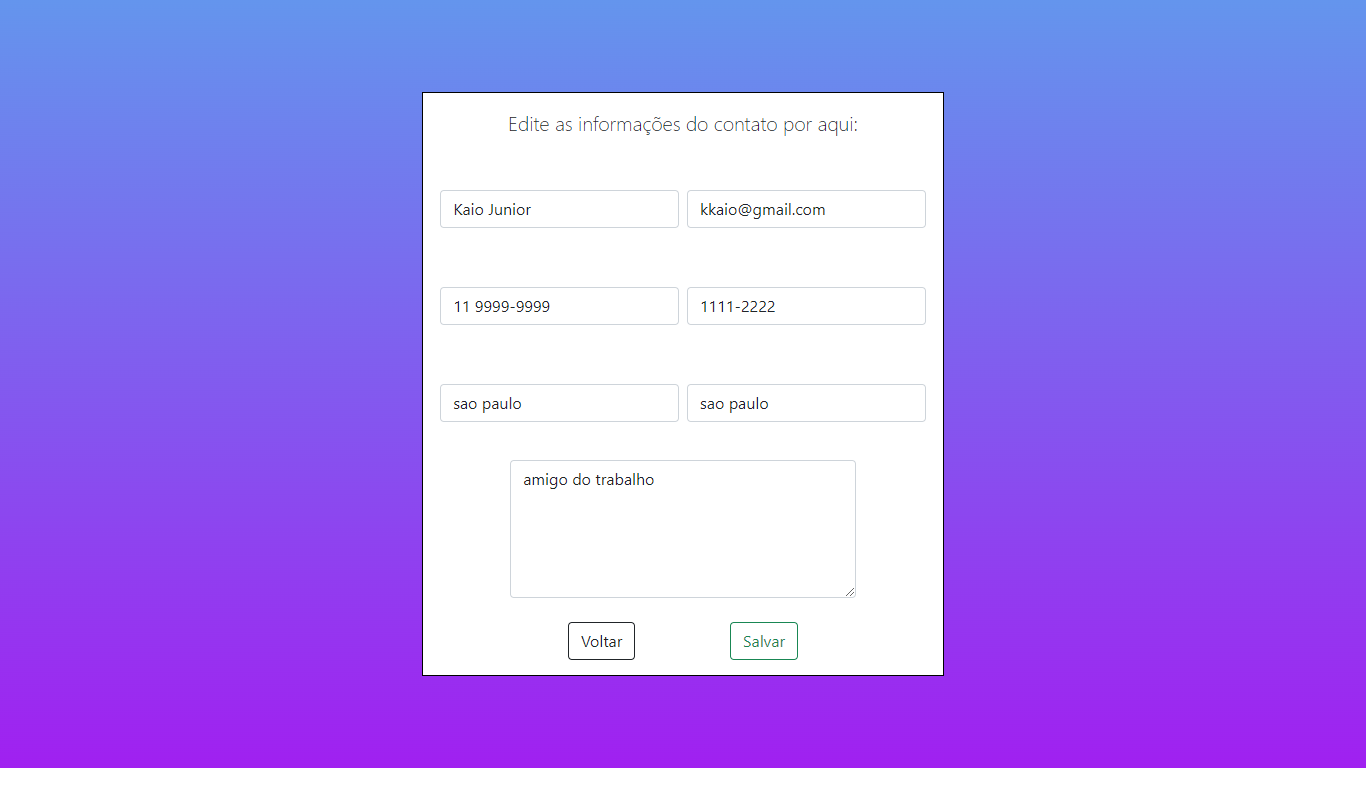 Edite as informações do contato por aqui:
Kaio Junior
kkaio@gmail.com
11 9999-9999
1111-2222
sao paulo
sao paulo
amigo do trabalho
Voltar
Salvar